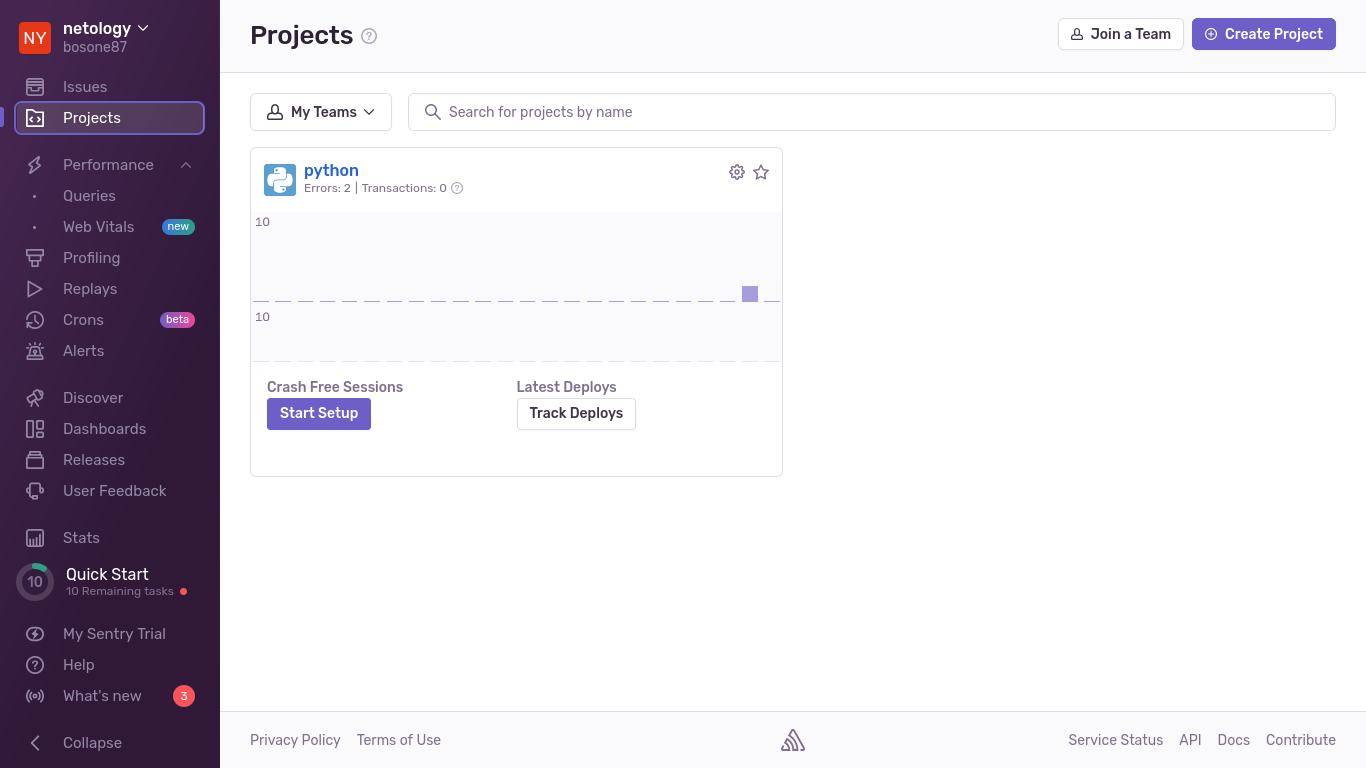 NY
netology
bosone87
Issues
Projects
Performance
Queries
Web Vitals new
Profiling
Replays
Crons beta
Alerts
Discover
Dashboards
Releases
User Feedback
Stats
10
Quick Start
10 Remaining tasks
My Sentry Trial
Help
What's new 3
Collapse
Projects ?
Join a Team
Create Project
My Teams
Search for projects by name
python
Errors: 2 | Transactions: 0 ?
10
10
Crash Free Sessions
Start Setup
Latest Deploys
Track Deploys
Privacy Policy Terms of Use
Service Status API Docs Contribute